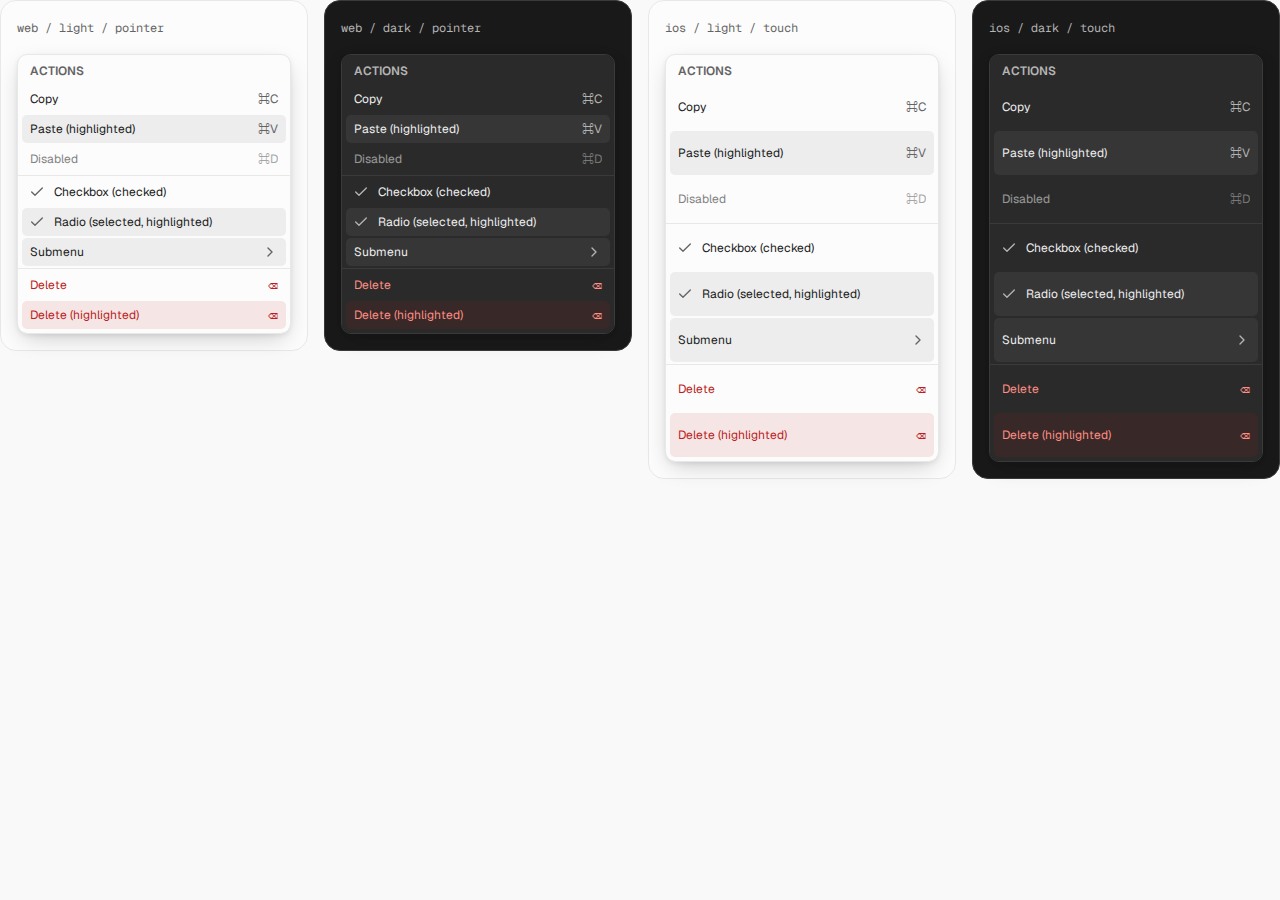 web / light / pointer
ACTIONS
Copy ⌘C
Paste (highlighted) ⌘V
Disabled ⌘D
Checkbox (checked)
Radio (selected, highlighted)
Submenu
Delete ⌫
Delete (highlighted) ⌫
web / dark / pointer
ACTIONS
Copy ⌘C
Paste (highlighted) ⌘V
Disabled ⌘D
Checkbox (checked)
Radio (selected, highlighted)
Submenu
Delete ⌫
Delete (highlighted) ⌫
ios / light / touch
ACTIONS
Copy ⌘C
Paste (highlighted) ⌘V
Disabled ⌘D
Checkbox (checked)
Radio (selected, highlighted)
Submenu
Delete ⌫
Delete (highlighted) ⌫
ios / dark / touch
ACTIONS
Copy ⌘C
Paste (highlighted) ⌘V
Disabled ⌘D
Checkbox (checked)
Radio (selected, highlighted)
Submenu
Delete ⌫
Delete (highlighted) ⌫